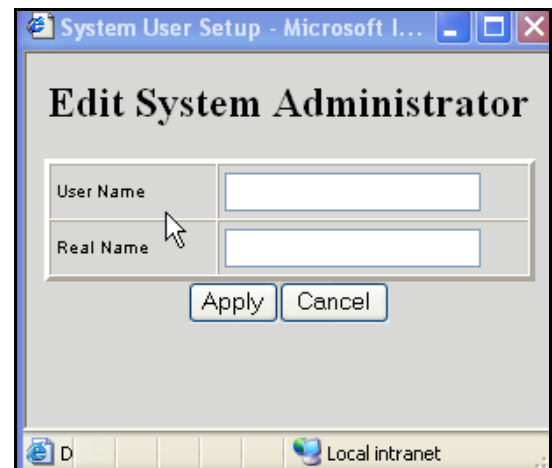 System User Setup - Microsoft I...
Edit System Administrator
User Name
Real Name
Apply Cancel
D Local intranet